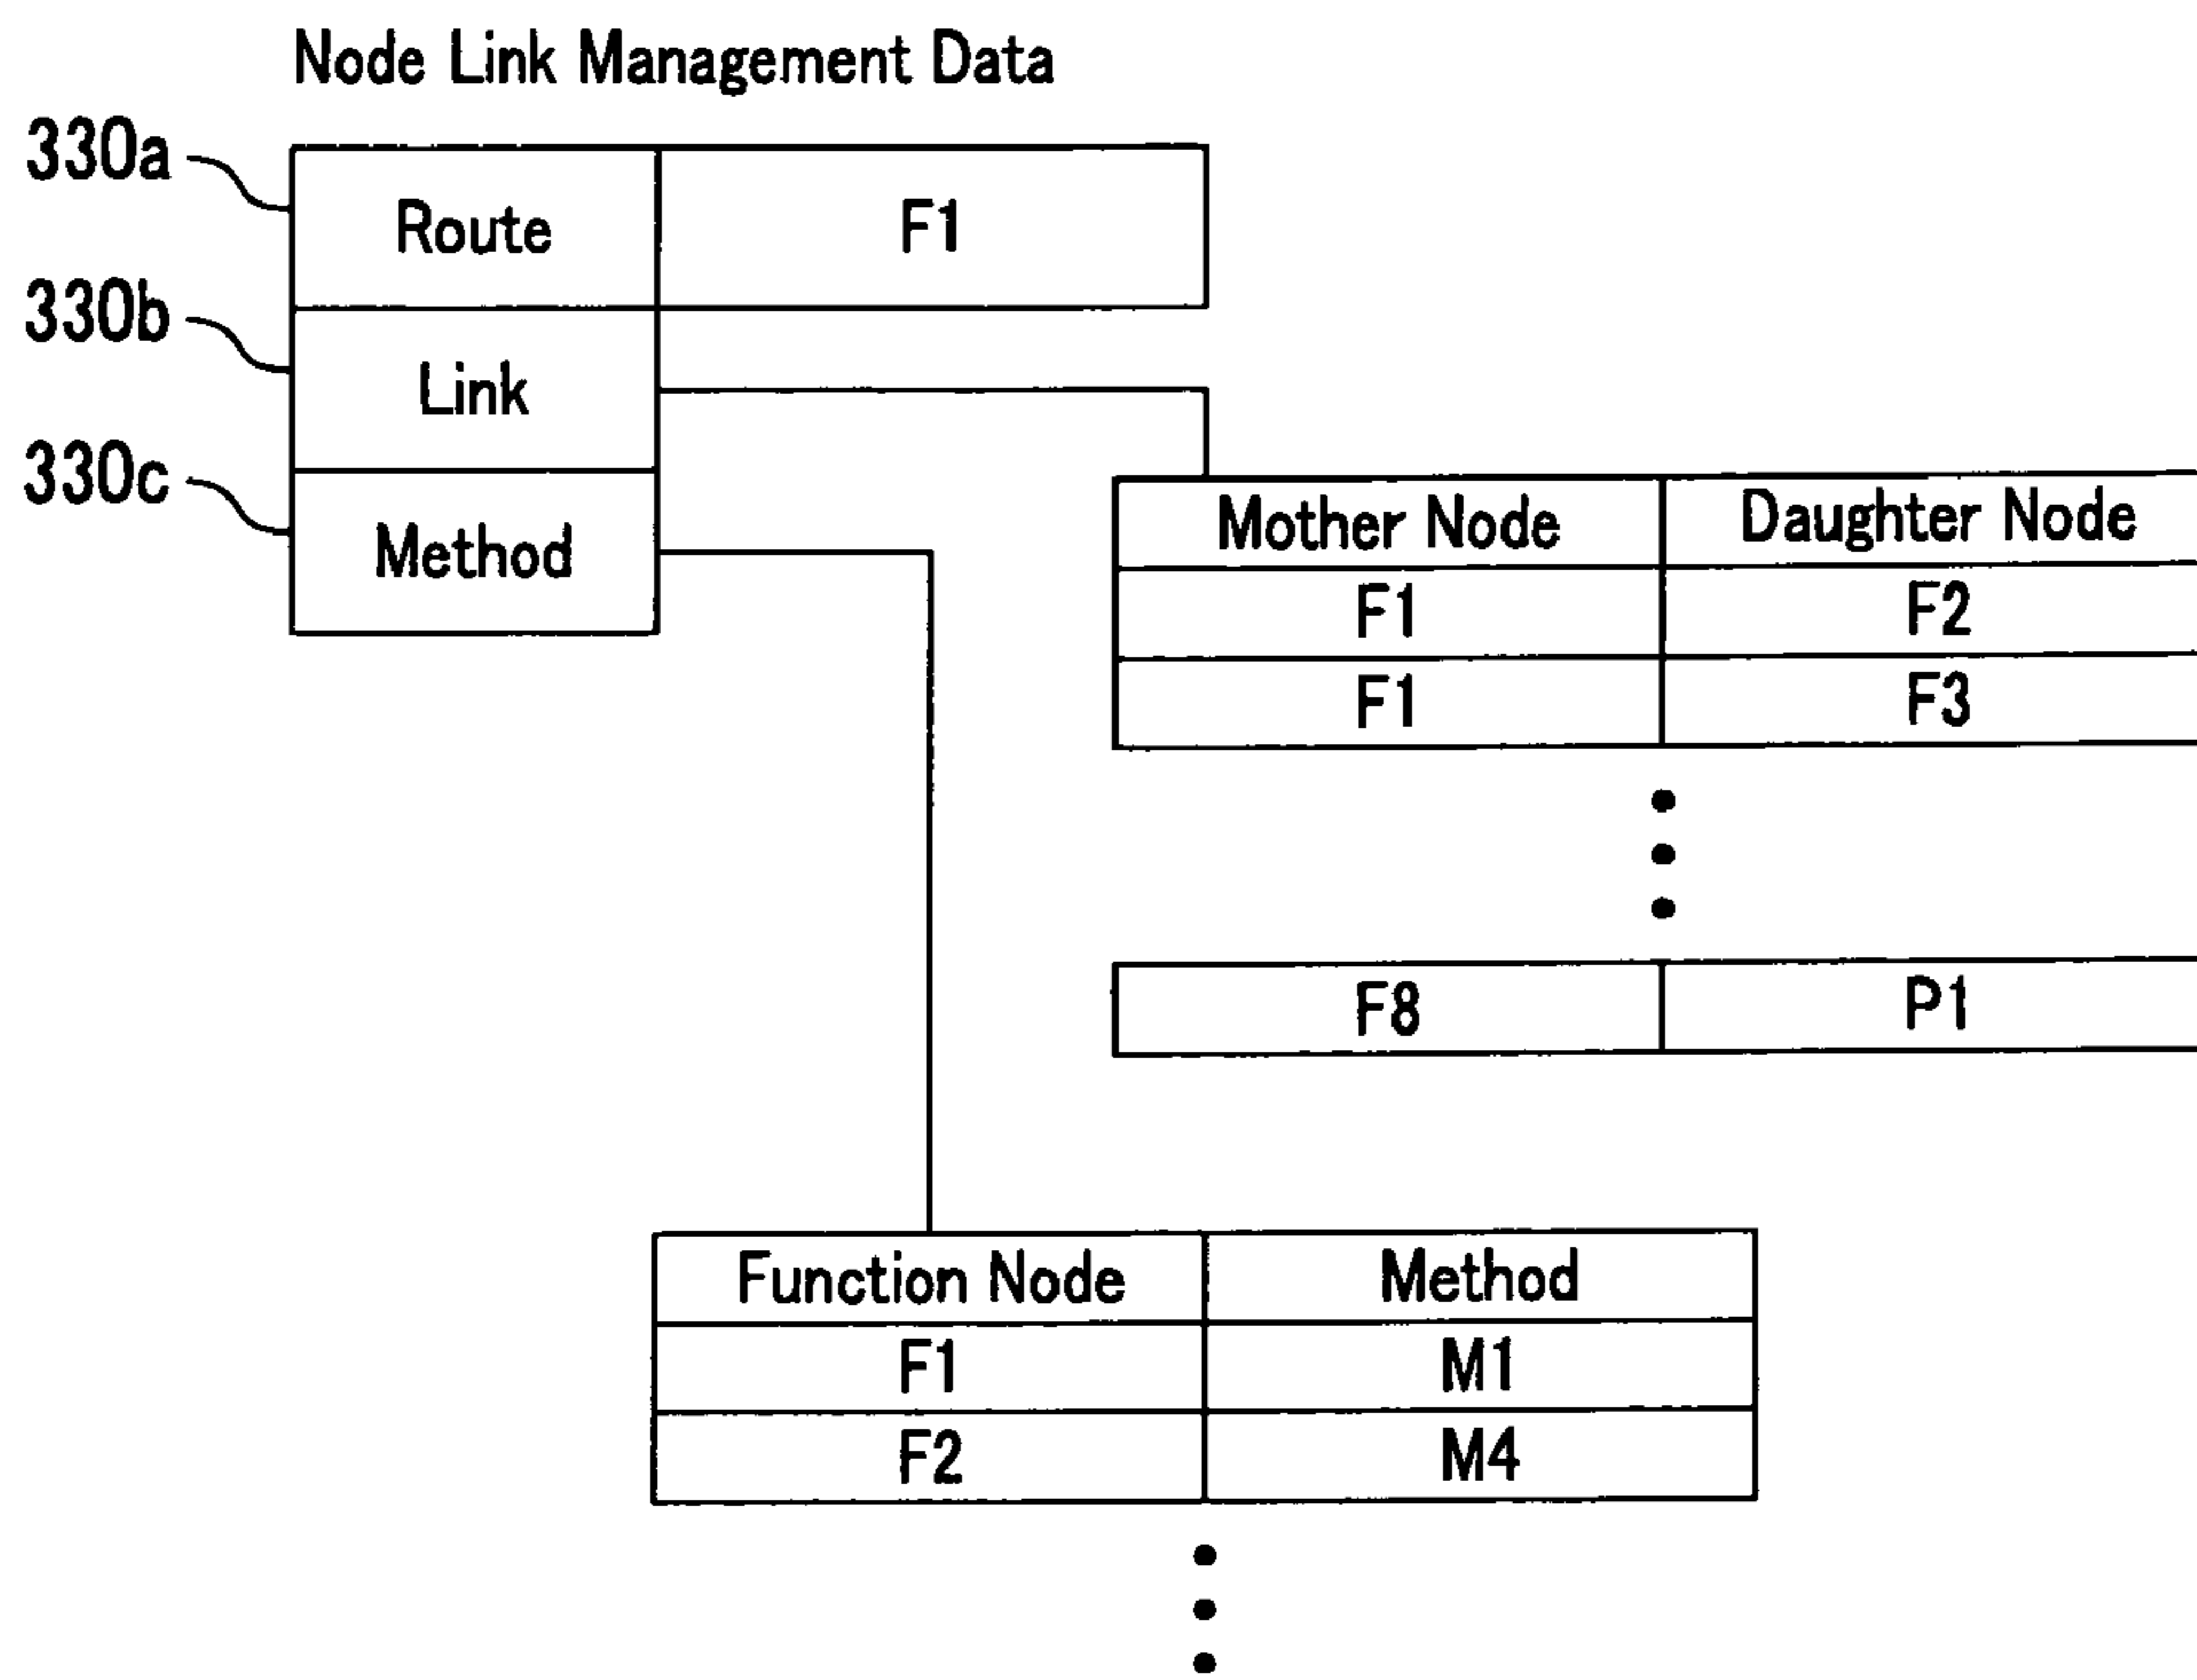 Node Link Management Data
330a Route F1
330b Link
330c Method
Mother Node Daughter Node
F1 F2
F1 F3
F8 P1
Function Node Method
F1 M1
F2 M4